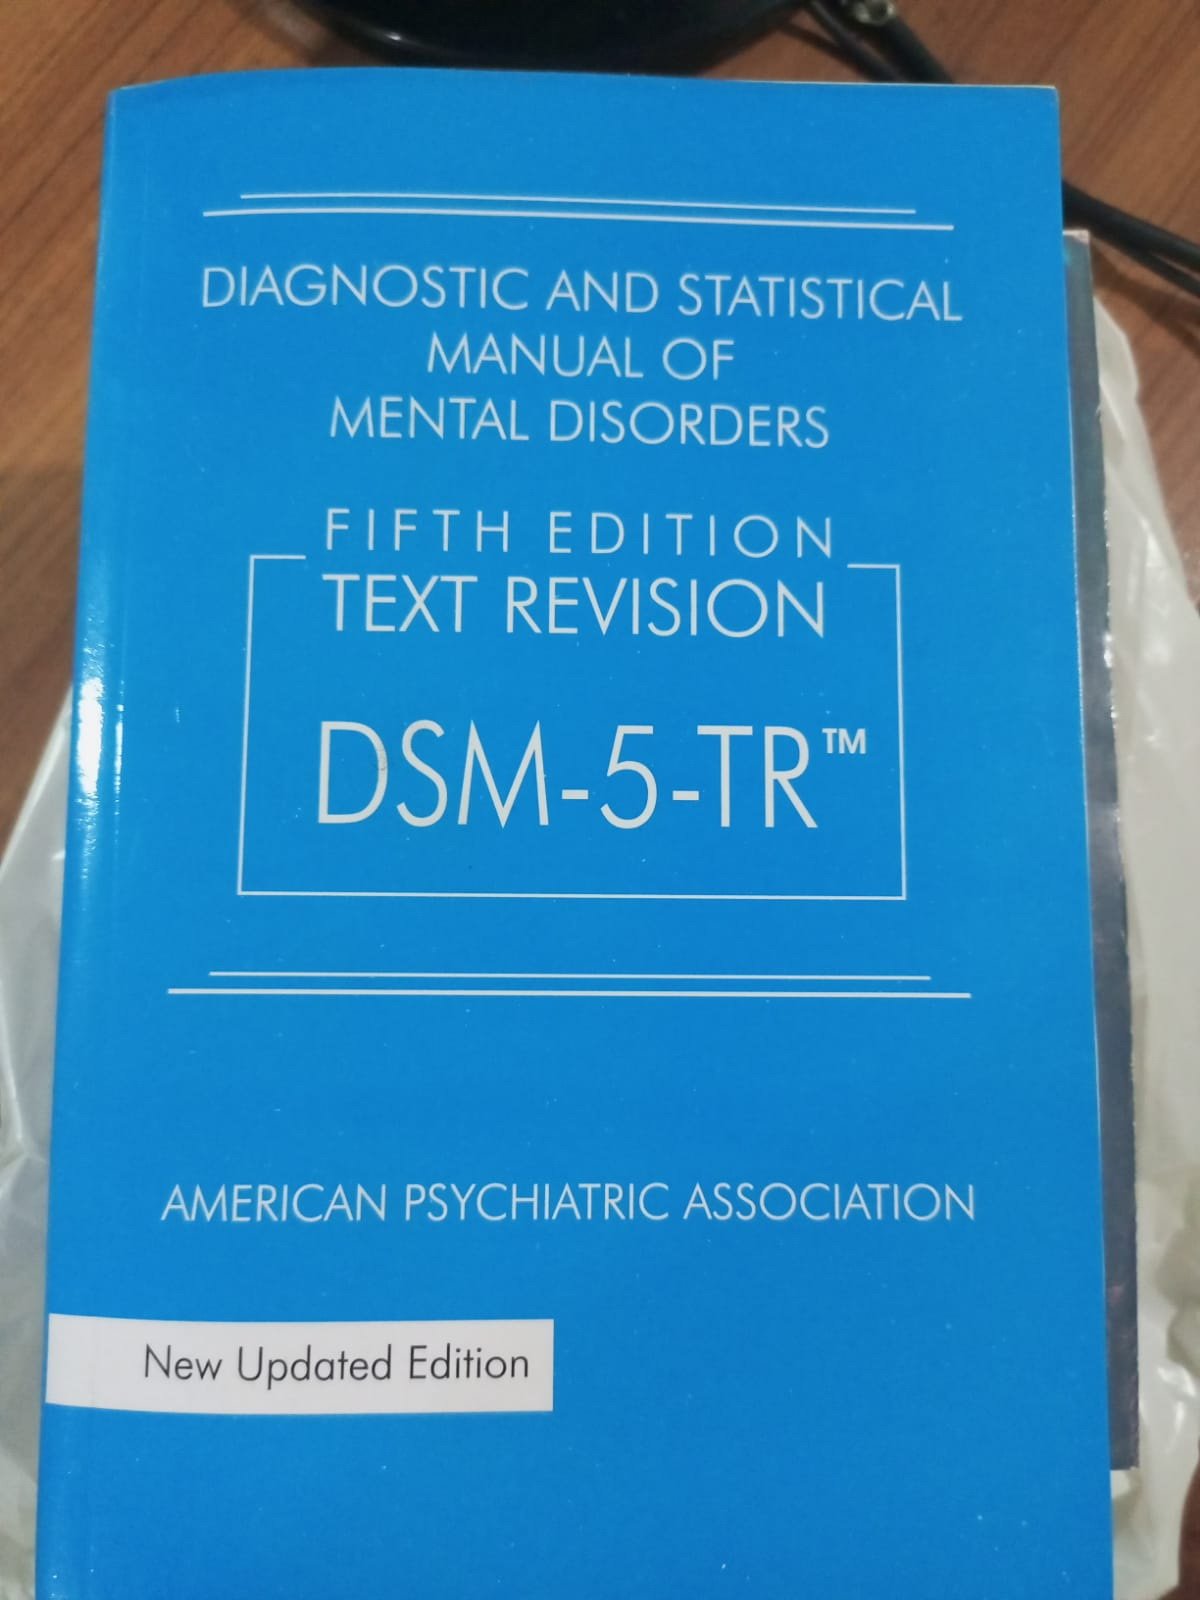 DIAGNOSTIC AND STATISTICAL
MANUAL OF
MENTAL DISORDERS
FIFTH EDITION
TEXT REVISION
DSM-5-TR™
AMERICAN PSYCHIATRIC ASSOCIATION
New Updated Edition